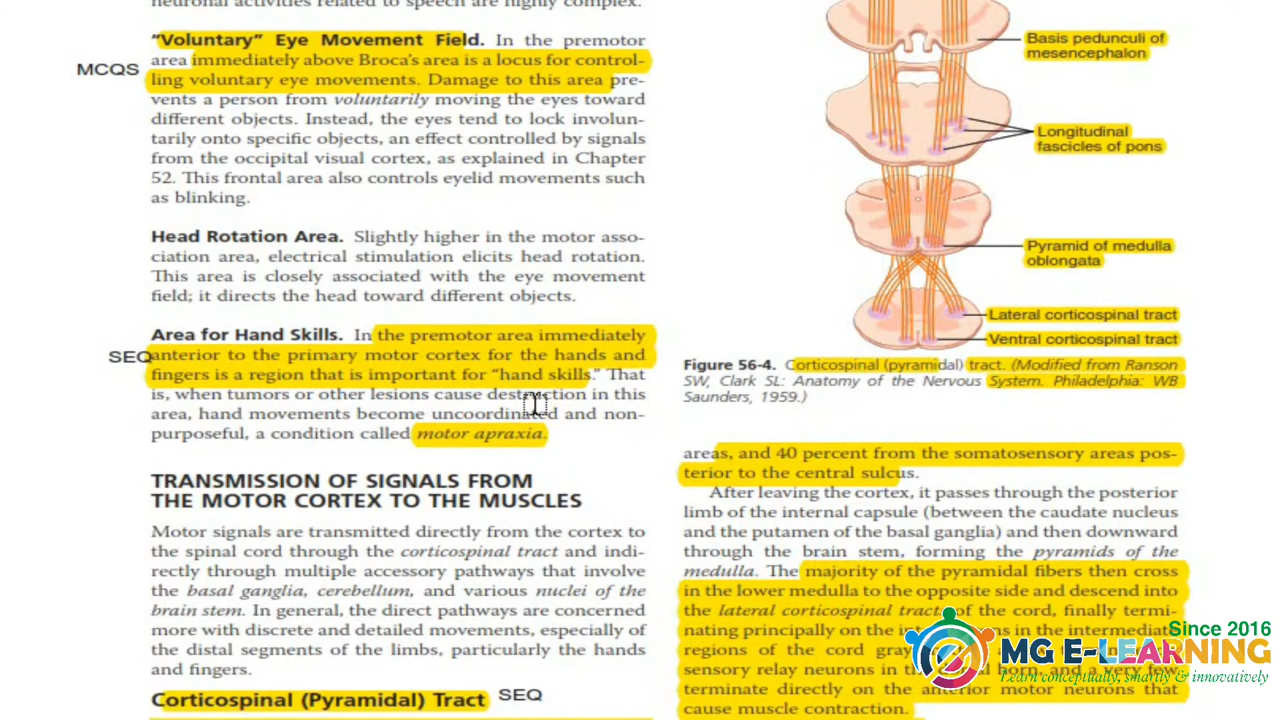 neuronal activities related to speech are highly complex.
"Voluntary" Eye Movement Field. In the premotor
area immediately above Broca's area is a locus for control-
MCQS
ling voluntary eye movements. Damage to this area pre-
vents a person from voluntarily moving the eyes toward
different objects. Instead, the eyes tend to lock involun-
tarily onto specific objects, an effect controlled by signals
from the occipital visual cortex, as explained in Chapter
52. This frontal area also controls eyelid movements such
as blinking.
Head Rotation Area. Slightly higher in the motor asso-
ciation area, electrical stimulation elicits head rotation.
This area is closely associated with the eye movement
field; it directs the head toward different objects.
Area for Hand Skills. In the premotor area immediately
SEQ
anterior to the primary motor cortex for the hands and
fingers is a region that is important for "hand skills." That
is, when tumors or other lesions cause destruction in this
area, hand movements become uncoordinated and non-
purposeful, a condition called motor apraxia.
TRANSMISSION OF SIGNALS FROM
THE MOTOR CORTEX TO THE MUSCLES
Motor signals are transmitted directly from the cortex to
the spinal cord through the corticospinal tract and indi-
rectly through multiple accessory pathways that involve
the basal ganglia, cerebellum, and various nuclei of the
brain stem. In general, the direct pathways are concerned
more with discrete and detailed movements, especially of
the distal segments of the limbs, particularly the hands
and fingers.
Corticospinal (Pyramidal) Tract
SEQ
Basis pedunculi of
mesencephalon
Longitudinal
fascicles of pons
Pyramid of medulla
oblongata
Lateral corticospinal tract
Ventral corticospinal tract
Figure 56-4. Corticospinal (pyramidal) tract. (Modified from Ranson
SW, Clark SL: Anatomy of the Nervous System. Philadelphia: WB
Saunders, 1959.)
areas, and 40 percent from the somatosensory areas pos-
terior to the central sulcus.
After leaving the cortex, it passes through the posterior
limb of the internal capsule (between the caudate nucleus
and the putamen of the basal ganglia) and then downward
through the brain stem, forming the pyramids of the
medulla. The majority of the pyramidal fibers then cross
in the lower medulla to the opposite side and descend into
the lateral corticospinal tracts of the cord, finally termi-
nating principally on the in the intermediate
regions of the cord gray
sensory relay neurons in the horn, and a very few
terminate directly on the anterior motor neurons that
cause muscle contraction.
Since 2016
MG E-LEARNING
Learn conceptually, smartly & innovatively